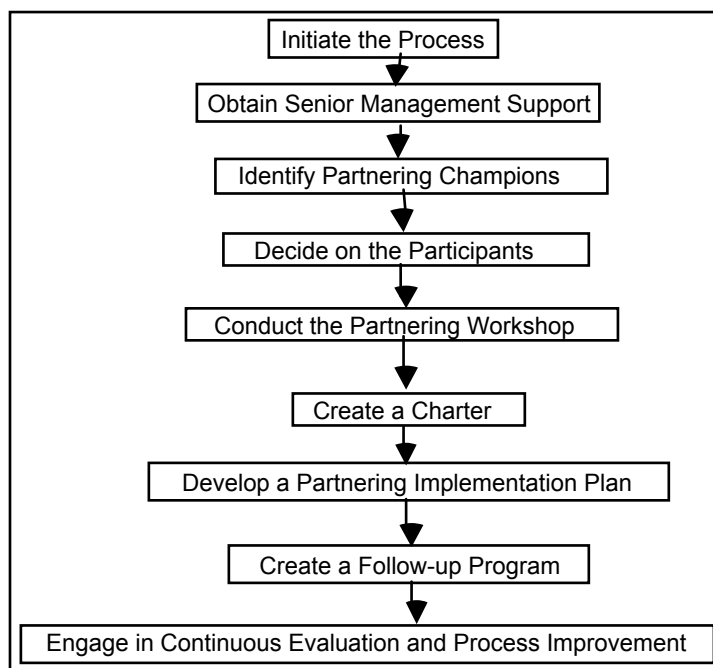 Initiate the Process
Obtain Senior Management Support
Identify Partnering Champions
Decide on the Participants
Conduct the Partnering Workshop
Create a Charter
Develop a Partnering Implementation Plan
Create a Follow-up Program
Engage in Continuous Evaluation and Process Improvement